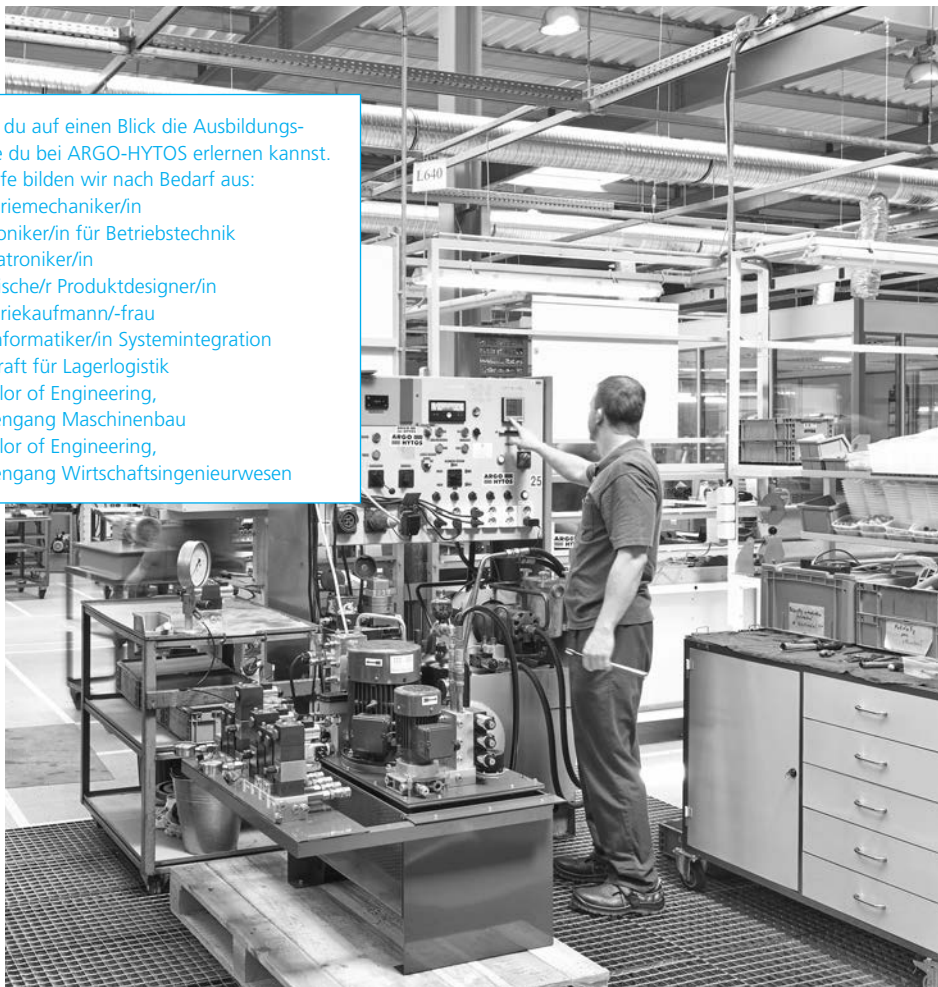 du auf einen Blick die Ausbildungs-
du bei ARGO-HYTOS erlernen kannst.
bilden wir nach Bedarf aus:
riemechaniker/in
oniker/in für Betriebstechnik
atroniker/in
sche/r Produktdesigner/in
riekaufmann/-frau
nformatiker/in Systemintegration
raft für Lagerlogistik
lor of Engineering,
engang Maschinenbau
lor of Engineering,
engang Wirtschaftsingenieurwesen
L640
ARGO
HYTOS
ARGO
HYTOS
25